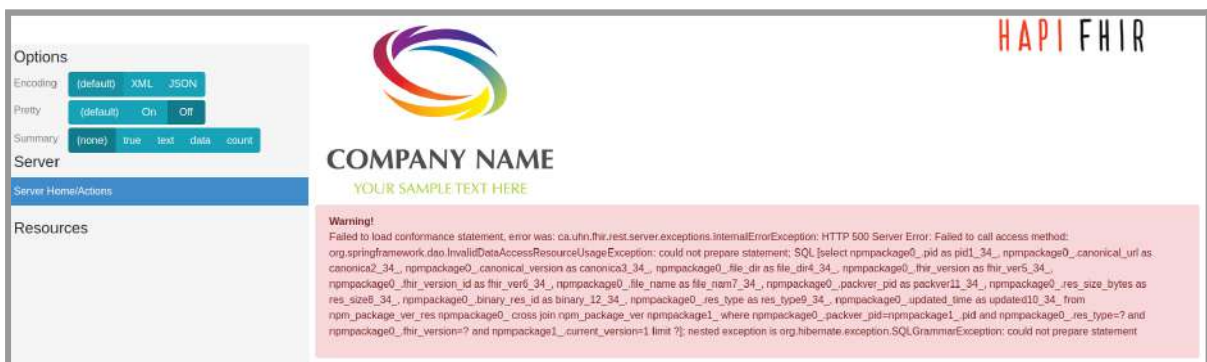 HAPI FHIR
Options
Encoding (default) XML JSON
Pretty (default) On Off
Summary (none) true text data count
Server
Server Home/Actions
Resources
COMPANY NAME
YOUR SAMPLE TEXT HERE
Warning!
Failed to load conformance statement, error was: ca.uhn.fhir.rest.server.exceptions.InternalErrorException: HTTP 500 Server Error: Failed to call access method:
org.springframework.dao.InvalidDataAccessResourceUsageException: could not prepare statement; SQL [select npmpackage0_.pid as pid1_34_, npmpackage0_.canonical_url as
canonica2_34_, npmpackage0_.canonical_version as canonica3_34_, npmpackage0_.file_dir as file_dir4_34_, npmpackage0_.fhir_version as fhir_ver5_34_,
npmpackage0_.fhir_version_id as fhir_ver6_34_, npmpackage0_.file_name as file_nam7_34_, npmpackage0_.packver_pid as packver11_34_, npmpackage0_.res_size_bytes as
res_size8_34_, npmpackage0_.binary_res_id as binary_12_34_, npmpackage0_.res_type as res_type9_34_, npmpackage0_.updated_time as updated10_34_ from
npm_package_ver_res npmpackage0_ cross join npm_package_ver npmpackage1_ where npmpackage0_.packver_pid=npmpackage1_.pid and npmpackage0_.res_type=? and
npmpackage0_.fhir_version=? and npmpackage1_.current_version=1 limit ?]; nested exception is org.hibernate.exception.SQLGrammarException: could not prepare statement